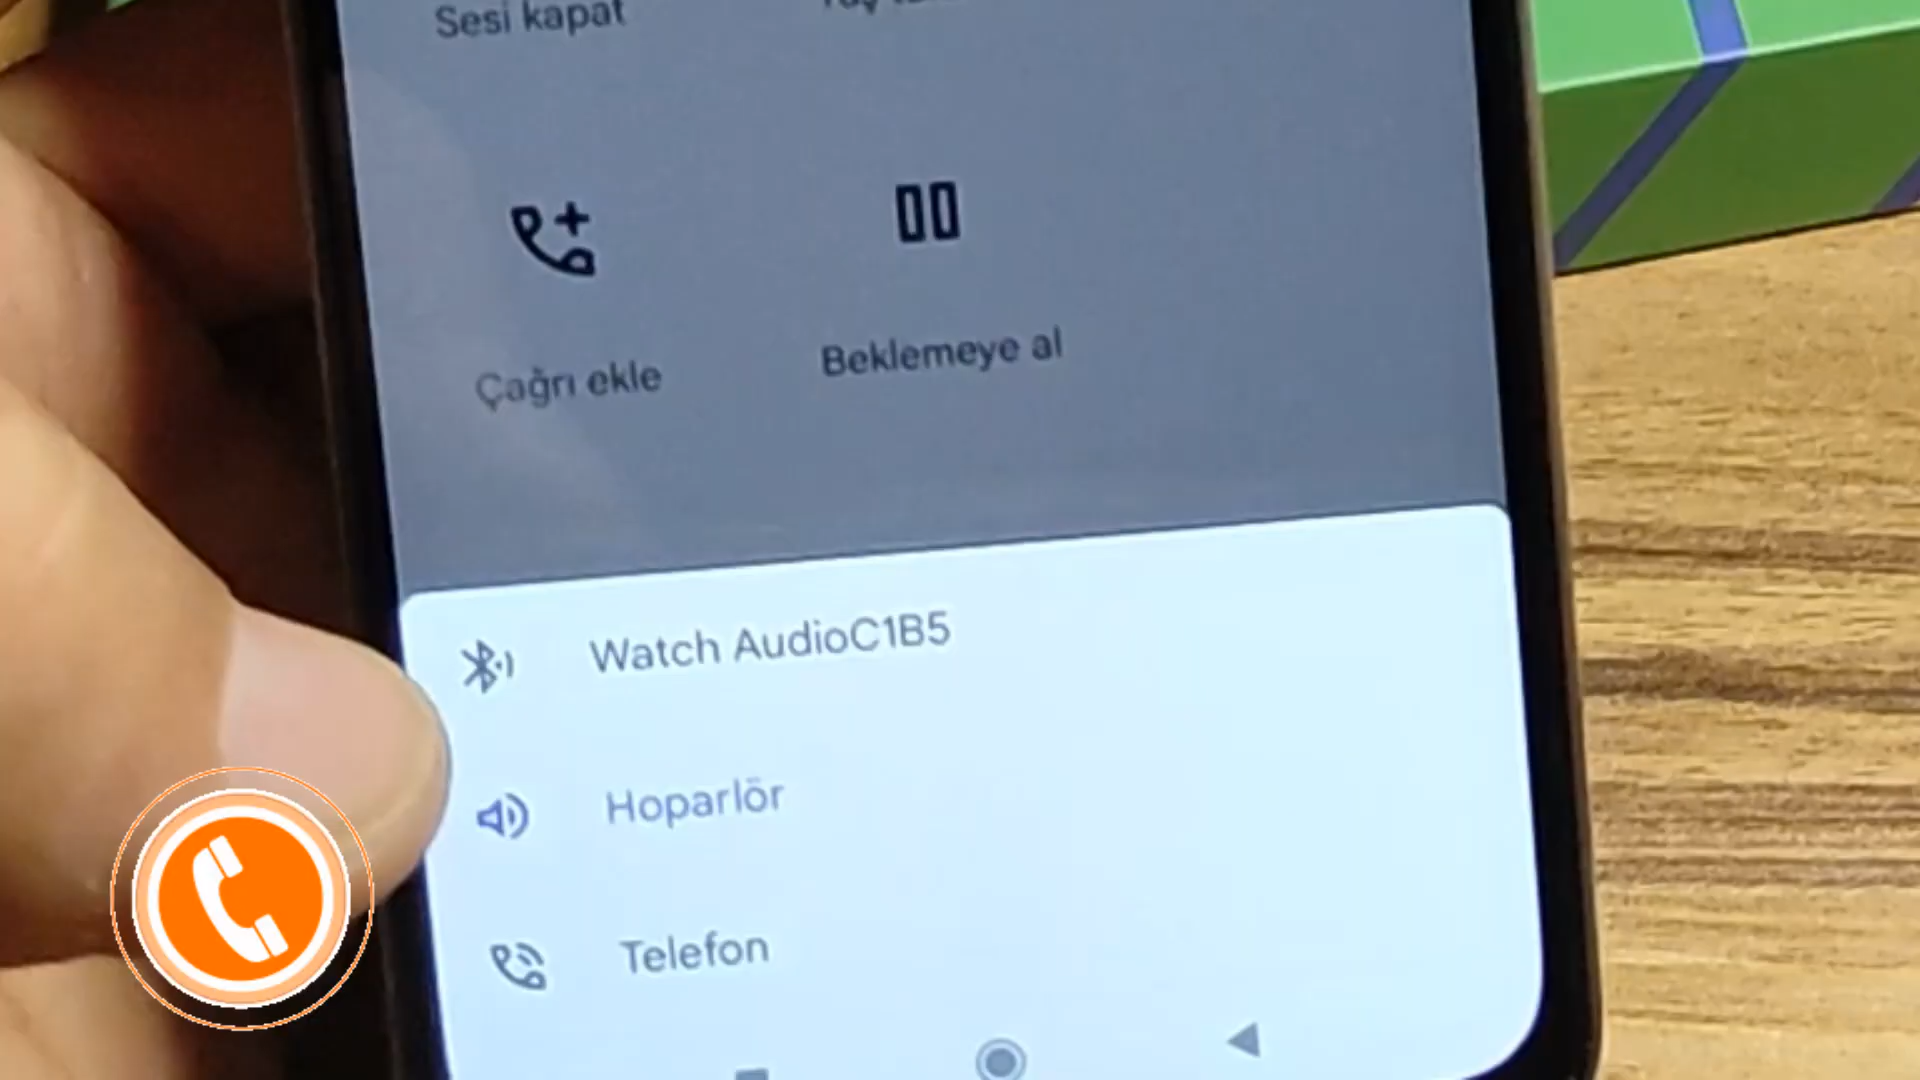 Sesi kapat
Çağrı ekle
Beklemeye al
Watch AudioC1B5
Hoparlör
Telefon